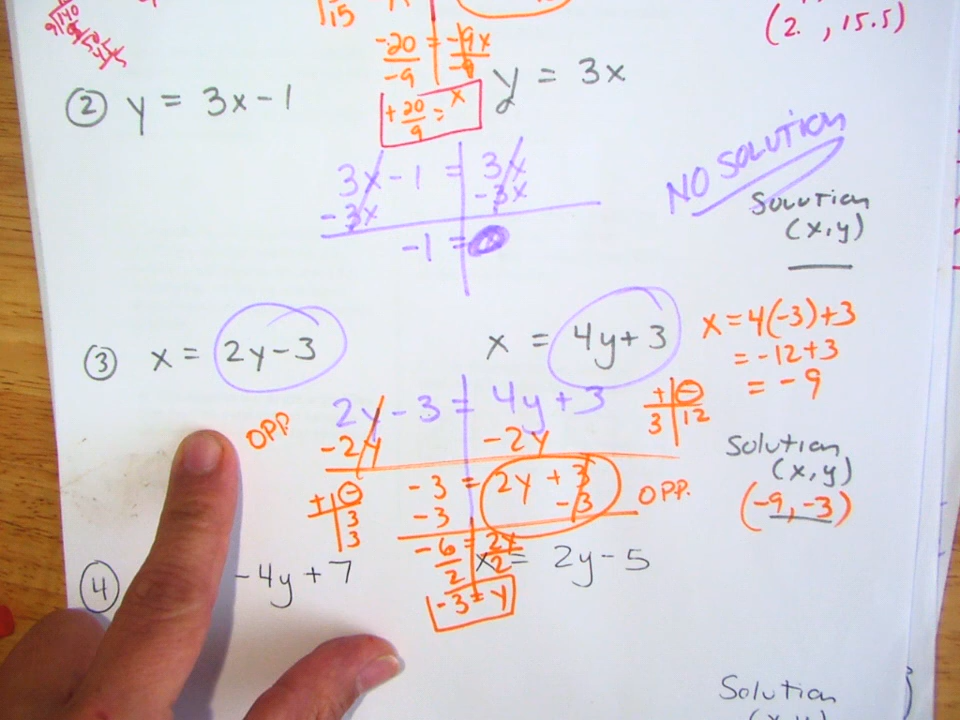 9 140
15
-20 = -9x
-9 -9
+20/9 = x
(2. , 15.5)
② y = 3x - 1 y = 3x
3x - 1 = 3x
-3x -3x
-1 =
NO SOLUTION
Solution
(x, y)
③ x = 2y - 3 x = 4y + 3
x = 4(-3) + 3
= -12 + 3
= -9
2y - 3 = 4y + 3
-2y -2y
OPP.
+ -
3 12
-3 = 2y + 3
-3 -3
OPP.
+ -
3
3
-6 = 2y
2 2
-3 = y
Solution
(x, y)
(-9, -3)
④ -4y + 7 x = 2y - 5
Solution